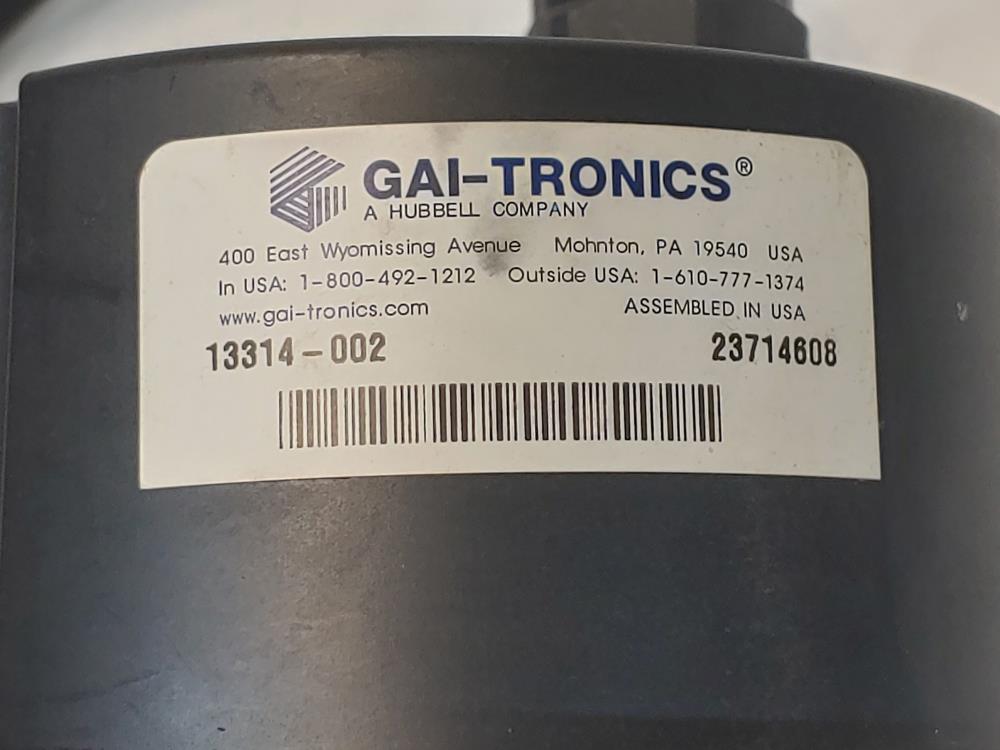 GAI-TRONICS®
A HUBBELL COMPANY
400 East Wyomissing Avenue Mohnton, PA 19540 USA
In USA: 1-800-492-1212 Outside USA: 1-610-777-1374
www.gai-tronics.com ASSEMBLED IN USA
13314-002 23714608